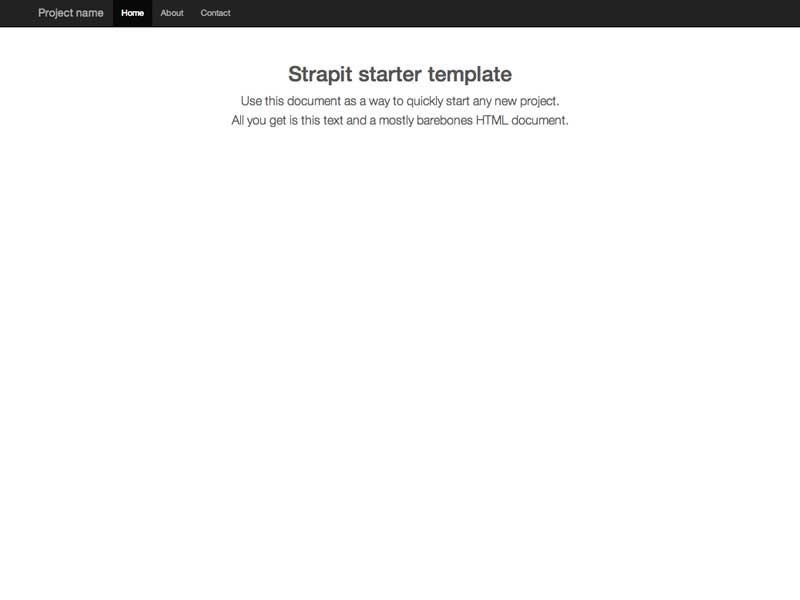 Project name Home About Contact
Strapit starter template
Use this document as a way to quickly start any new project.
All you get is this text and a mostly barebones HTML document.